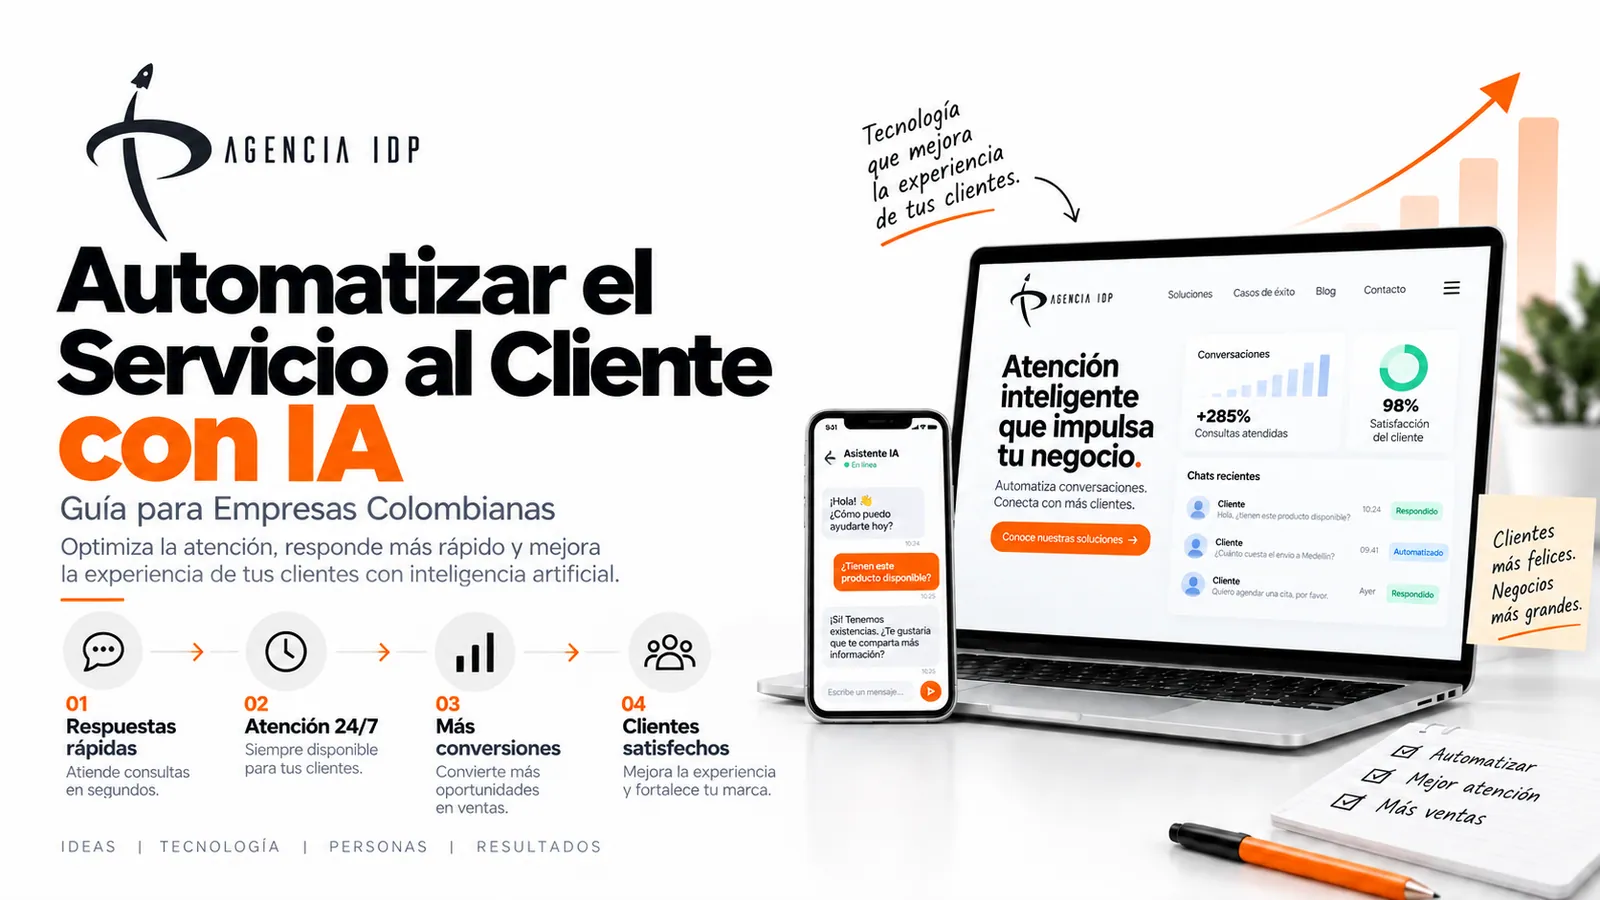 AGENCIA IDP
Automatizar el
Servicio al Cliente
con IA
Guía para Empresas Colombianas
Optimiza la atención, responde más rápido y mejora
la experiencia de tus clientes con inteligencia artificial.
01
Respuestas
rápidas
Atiende consultas
en segundos.
02
Atención 24/7
Siempre disponible
para tus clientes.
03
Más
conversiones
Convierte más
oportunidades
en ventas.
04
Clientes
satisfechos
Mejora la experiencia
y fortalece tu marca.
IDEAS | TECNOLOGÍA | PERSONAS | RESULTADOS
Tecnología
que mejora
la experiencia
de tus clientes.
9:41
Asistente IA
En línea
¡Hola! 👋
¿Cómo puedo
ayudarte hoy?
10:24
¿Tienen este
producto disponible?
10:25
¡Sí! Tenemos
existencias. ¿Te gustaría
que te comparta más
información?
10:25
Escribe un mensaje...
AGENCIA IDP
Soluciones Casos de éxito Blog Contacto
Atención
inteligente
que impulsa
tu negocio.
Automatiza conversaciones.
Conecta con más clientes.
Conoce nuestras soluciones →
Conversaciones
+285%
Consultas atendidas
98%
Satisfacción
del cliente
Chats recientes
Cliente
Hola, ¿tienen este producto disponible?
10:24
Respondido
Cliente
¿Cuánto cuesta el envío a Medellín?
09:41
Automatizado
Cliente
Quiero agendar una cita, por favor.
Ayer
Respondido
Clientes
más felices.
Negocios
más grandes.
Automatizar
Mejor atención
Más ventas